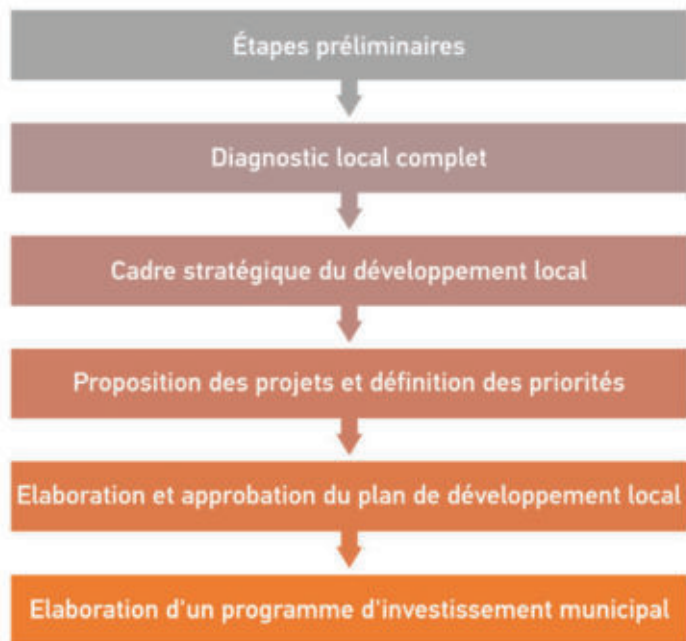 Étapes préliminaires
Diagnostic local complet
Cadre stratégique du développement local
Proposition des projets et définition des priorités
Elaboration et approbation du plan de développement local
Elaboration d'un programme d'investissement municipal